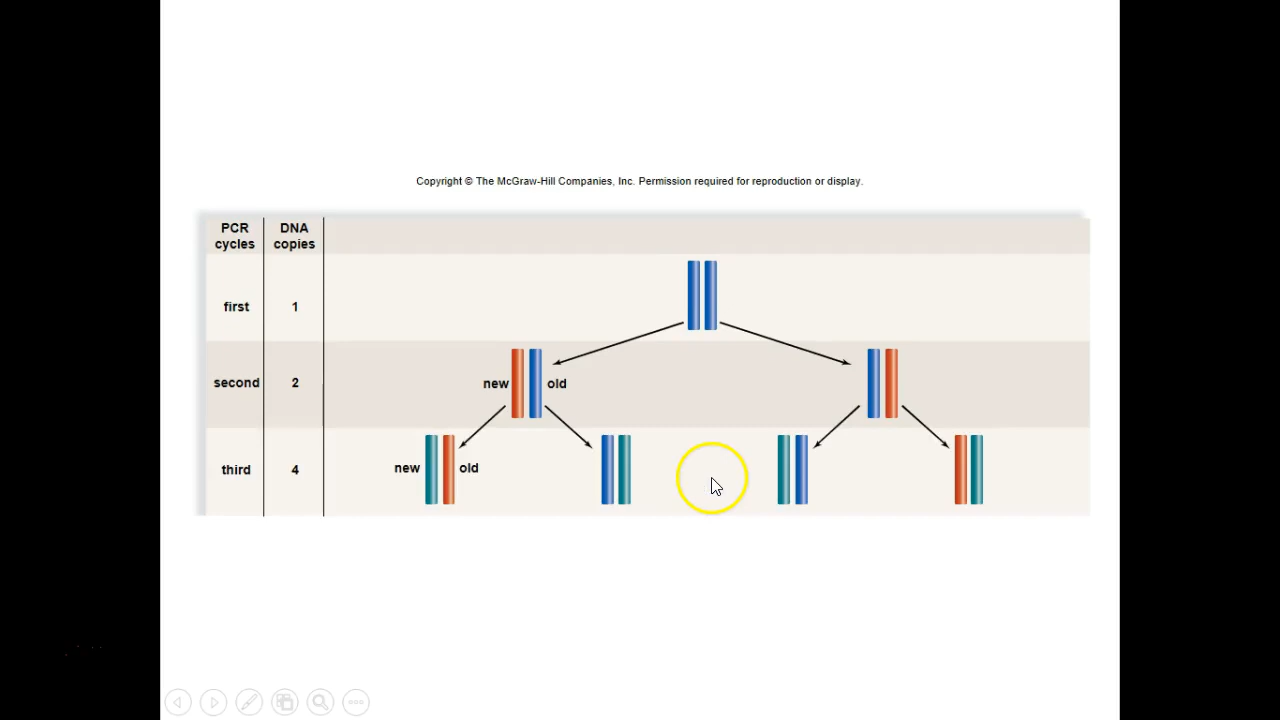 Copyright © The McGraw-Hill Companies, Inc. Permission required for reproduction or display.
PCR cycles
DNA copies
first 1
second 2 new old
third 4 new old